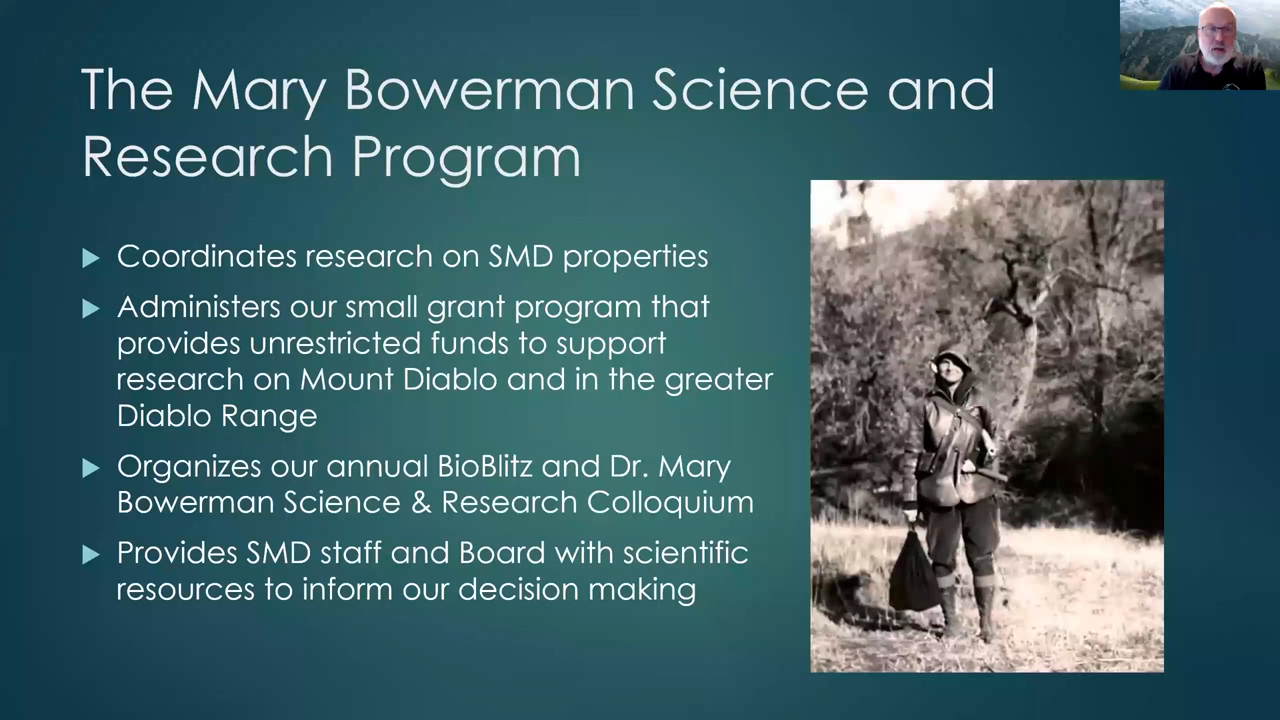 The Mary Bowerman Science and
Research Program
Coordinates research on SMD properties
Administers our small grant program that
provides unrestricted funds to support
research on Mount Diablo and in the greater
Diablo Range
Organizes our annual BioBlitz and Dr. Mary
Bowerman Science & Research Colloquium
Provides SMD staff and Board with scientific
resources to inform our decision making